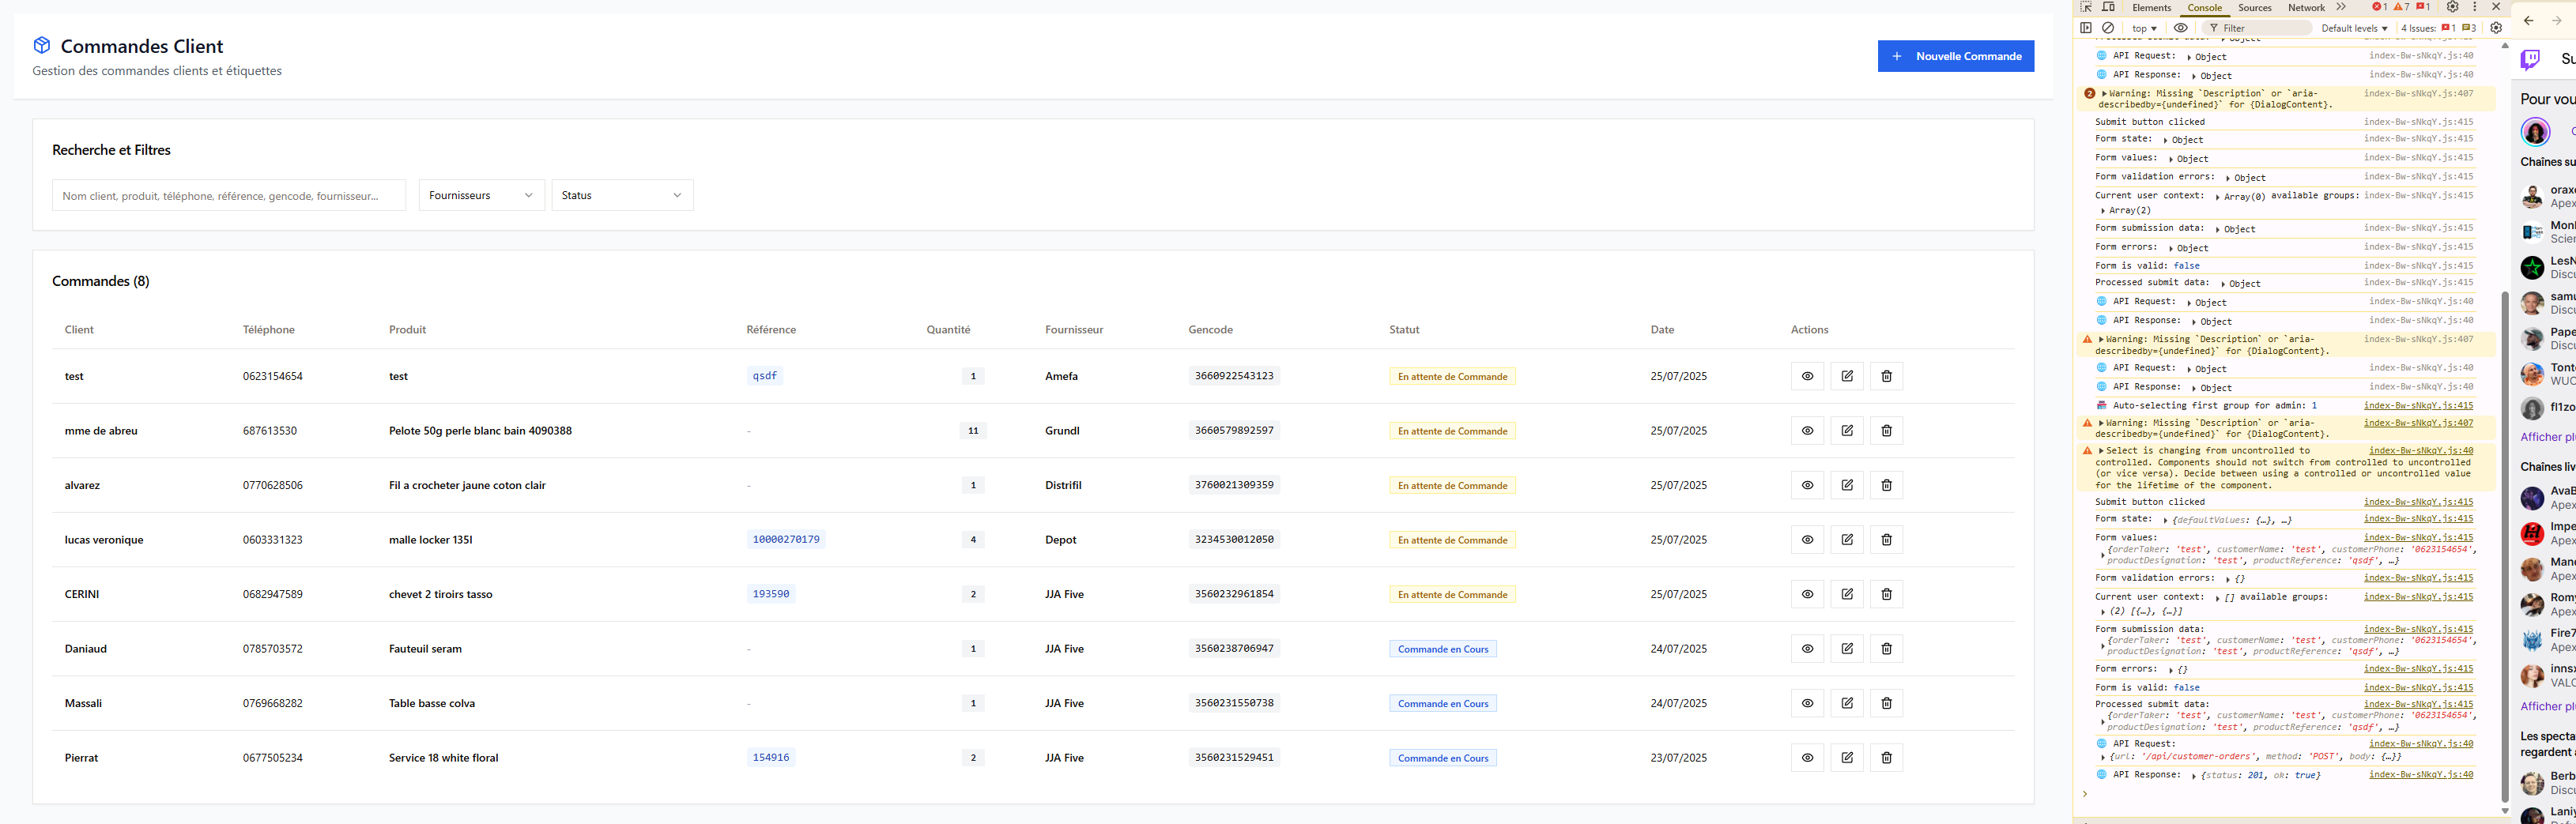 Commandes Client
Gestion des commandes clients et étiquettes
Nouvelle Commande
Recherche et Filtres
Nom client, produit, téléphone, référence, gencode, fournisseur...
Fournisseurs
Status
Commandes (8)
Client Téléphone Produit Référence Quantité Fournisseur Gencode Statut Date Actions
test 0623154654 test qsdf 1 Amefa 3660922543123 En attente de Commande 25/07/2025
mme de abreu 687613530 Pelote 50g perle blanc bain 4090388 - 11 Grundl 3660579892597 En attente de Commande 25/07/2025
alvarez 0770628506 Fil a crocheter jaune coton clair - 1 Distrifil 3760021309359 En attente de Commande 25/07/2025
lucas veronique 0603331323 malle locker 135l 10000270179 4 Depot 3234530012050 En attente de Commande 25/07/2025
CERINI 0682947589 chevet 2 tiroirs tasso 193590 2 JJA Five 3560232961854 En attente de Commande 25/07/2025
Daniaud 0785703572 Fauteuil seram - 1 JJA Five 3560238706947 Commande en Cours 24/07/2025
Massali 0769668282 Table basse colva - 1 JJA Five 3560231550738 Commande en Cours 24/07/2025
Pierrat 0677505234 Service 18 white floral 154916 2 JJA Five 3560231529451 Commande en Cours 23/07/2025
Elements Console Sources Network 1 7 1
top Filter Default levels 4 Issues: 1 3
API Request: Object index-Bw-sNkqY.js:40
API Response: Object index-Bw-sNkqY.js:40
2 Warning: Missing `Description` or `aria- index-Bw-sNkqY.js:407
describedby={undefined}` for {DialogContent}.
Submit button clicked index-Bw-sNkqY.js:415
Form state: Object index-Bw-sNkqY.js:415
Form values: Object index-Bw-sNkqY.js:415
Form validation errors: Object index-Bw-sNkqY.js:415
Current user context: Array(0) available groups: index-Bw-sNkqY.js:415
Array(2)
Form submission data: Object index-Bw-sNkqY.js:415
Form errors: Object index-Bw-sNkqY.js:415
Form is valid: false index-Bw-sNkqY.js:415
Processed submit data: Object index-Bw-sNkqY.js:415
API Request: Object index-Bw-sNkqY.js:40
API Response: Object index-Bw-sNkqY.js:40
Warning: Missing `Description` or `aria- index-Bw-sNkqY.js:407
describedby={undefined}` for {DialogContent}.
API Request: Object index-Bw-sNkqY.js:40
API Response: Object index-Bw-sNkqY.js:40
Auto-selecting first group for admin: 1 index-Bw-sNkqY.js:415
Warning: Missing `Description` or `aria- index-Bw-sNkqY.js:407
describedby={undefined}` for {DialogContent}.
Select is changing from uncontrolled to index-Bw-sNkqY.js:40
controlled. Components should not switch from controlled to uncontrolled
(or vice versa). Decide between using a controlled or uncontrolled value
for the lifetime of the component.
Submit button clicked index-Bw-sNkqY.js:415
Form state: {defaultValues: {…}, …} index-Bw-sNkqY.js:415
Form values: index-Bw-sNkqY.js:415
{orderTaker: 'test', customerName: 'test', customerPhone: '0623154654',
productDesignation: 'test', productReference: 'qsdf', …}
Form validation errors: {} index-Bw-sNkqY.js:415
Current user context: [] available groups: index-Bw-sNkqY.js:415
(2) [{…}, {…}]
Form submission data: index-Bw-sNkqY.js:415
{orderTaker: 'test', customerName: 'test', customerPhone: '0623154654',
productDesignation: 'test', productReference: 'qsdf', …}
Form errors: {} index-Bw-sNkqY.js:415
Form is valid: false index-Bw-sNkqY.js:415
Processed submit data: index-Bw-sNkqY.js:415
{orderTaker: 'test', customerName: 'test', customerPhone: '0623154654',
productDesignation: 'test', productReference: 'qsdf', …}
API Request: index-Bw-sNkqY.js:40
{url: '/api/customer-orders', method: 'POST', body: {…}}
API Response: {status: 201, ok: true} index-Bw-sNkqY.js:40
Su
Pour vou
Chaînes su
orax
Apex
Monl
Scien
LesN
Discu
samu
Discu
Pape
Discu
Tont
WUC
fl1zo
Afficher pl
Chaînes liv
AvaB
Apex
Impe
Apex
Mand
Apex
Romy
Apex
Fire7
Apex
innsx
VALO
Afficher pl
Les specta
regardent a
Berb
Discu
Laniy